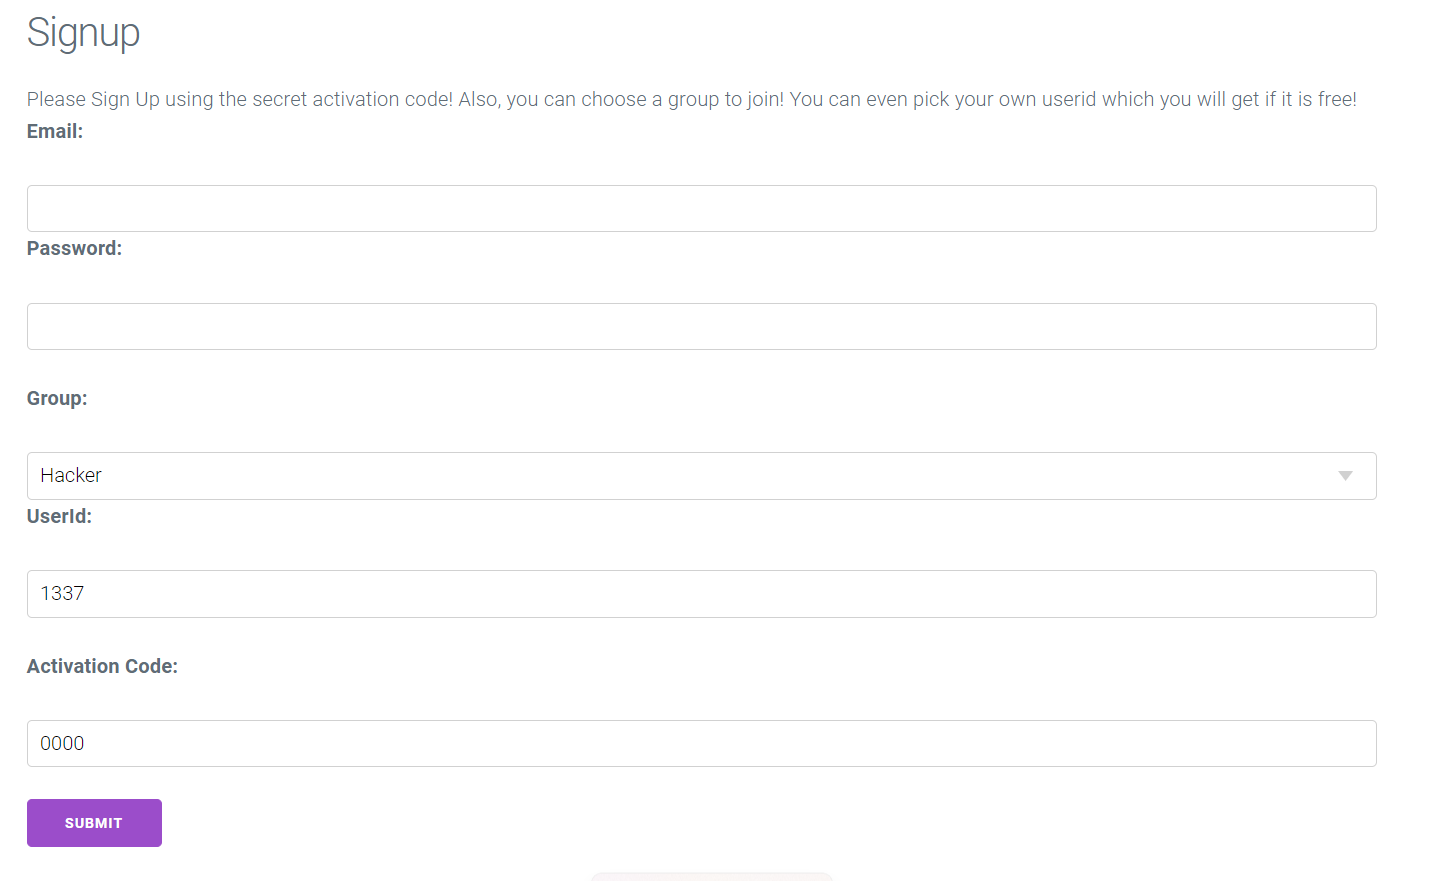 Signup
Please Sign Up using the secret activation code! Also, you can choose a group to join! You can even pick your own userid which you will get if it is free!
Email:
Password:
Group:
Hacker
UserId:
1337
Activation Code:
0000
SUBMIT